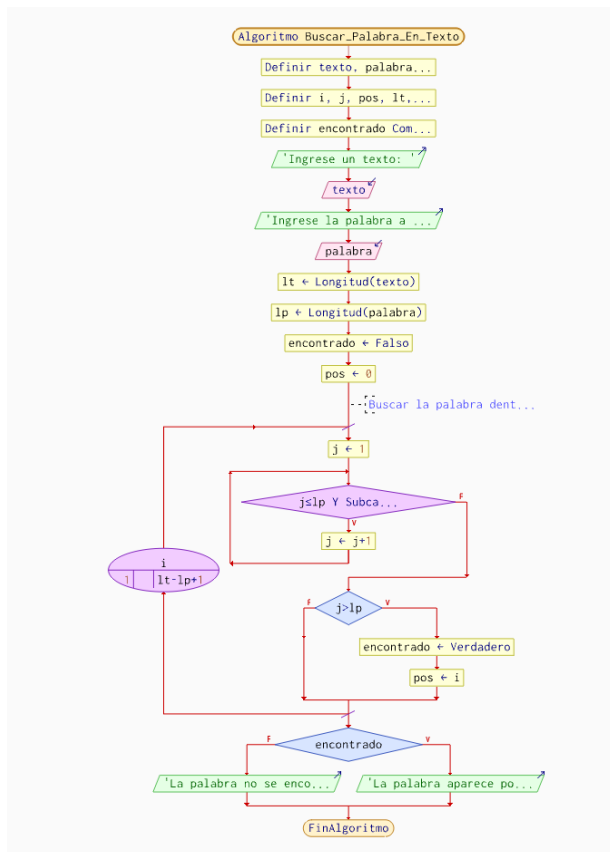 Algoritmo Buscar_Palabra_En_Texto
Definir texto, palabra...
Definir i, j, pos, lt,...
Definir encontrado Com...
'Ingrese un texto: '
texto
'Ingrese la palabra a ...
palabra
lt ← Longitud(texto)
lp ← Longitud(palabra)
encontrado ← Falso
pos ← 0
Buscar la palabra dent...
j ← 1
j≤lp Y Subca...
F
V
j ← j+1
i
1 lt-lp+1
j>lp
F
V
encontrado ← Verdadero
pos ← i
encontrado
F
V
'La palabra no se enco...
'La palabra aparece po...
FinAlgoritmo